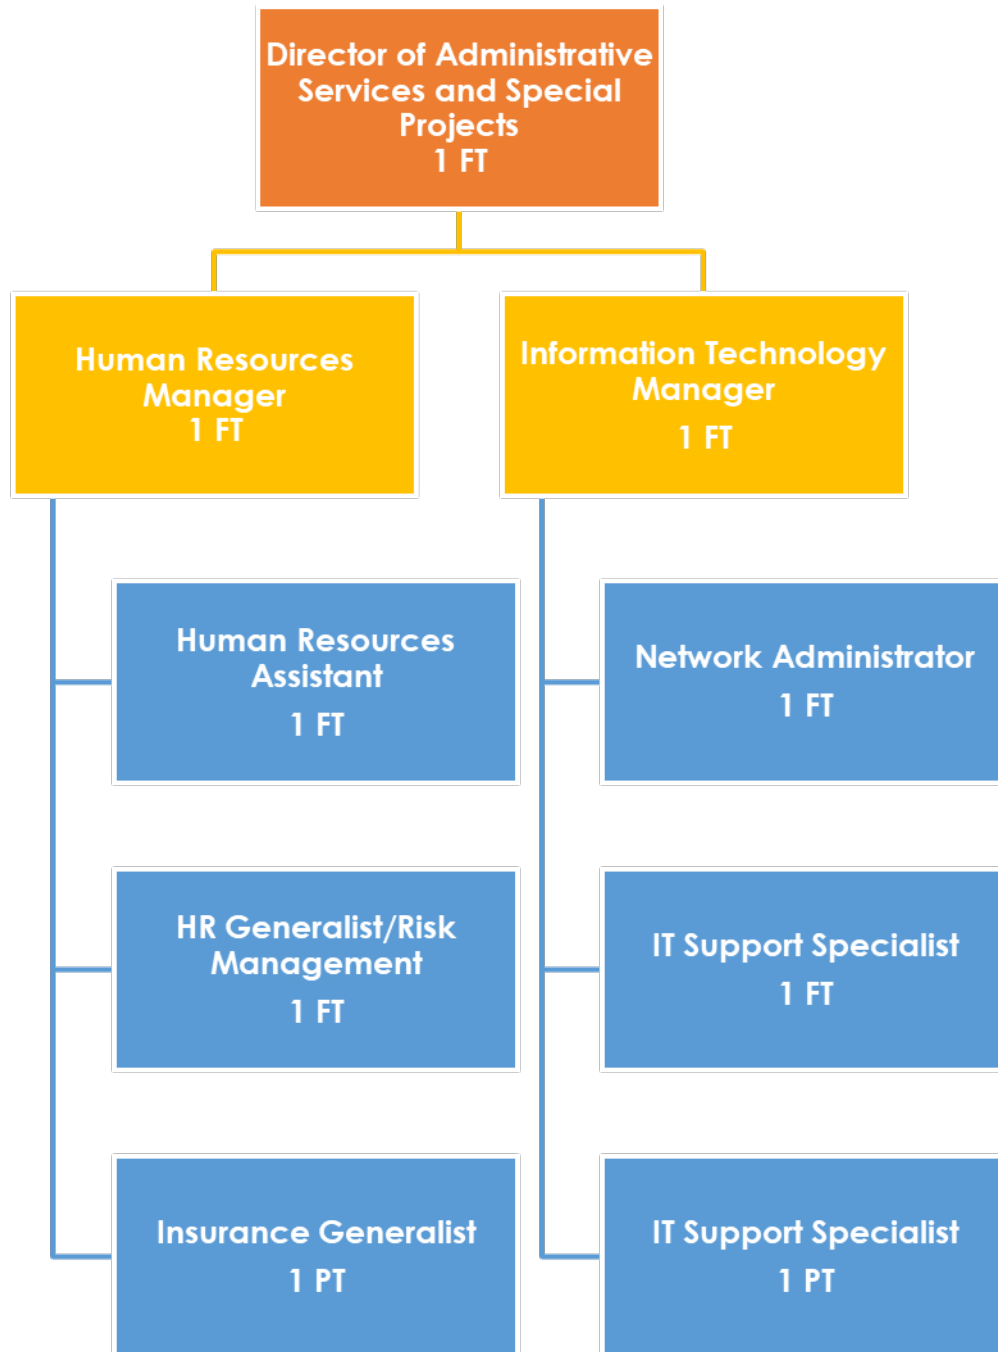 Director of Administrative
Services and Special
Projects
1 FT
Human Resources
Manager
1 FT
Information Technology
Manager
1 FT
Human Resources
Assistant
1 FT
Network Administrator
1 FT
HR Generalist/Risk
Management
1 FT
IT Support Specialist
1 FT
Insurance Generalist
1 PT
IT Support Specialist
1 PT